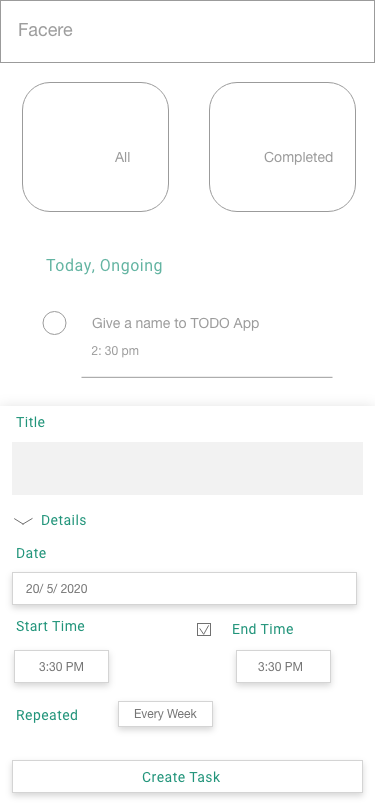 Facere
All
Completed
Today, Ongoing
Give a name to TODO App
2: 30 pm
Title
Details
Date
20/ 5/ 2020
Start Time
End Time
3:30 PM
3:30 PM
Repeated
Every Week
Create Task